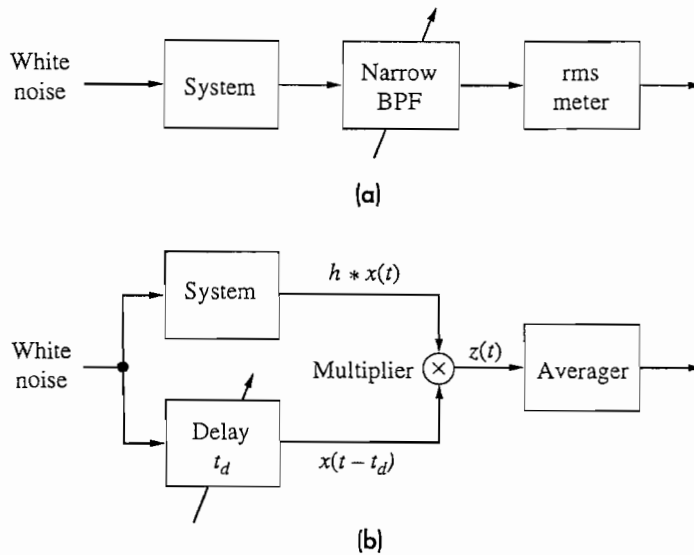 White
noise
System
Narrow
BPF
rms
meter
(a)
System
h * x(t)
White
noise
Multiplier
×
z(t)
Averager
Delay
t_d
x(t − t_d)
(b)